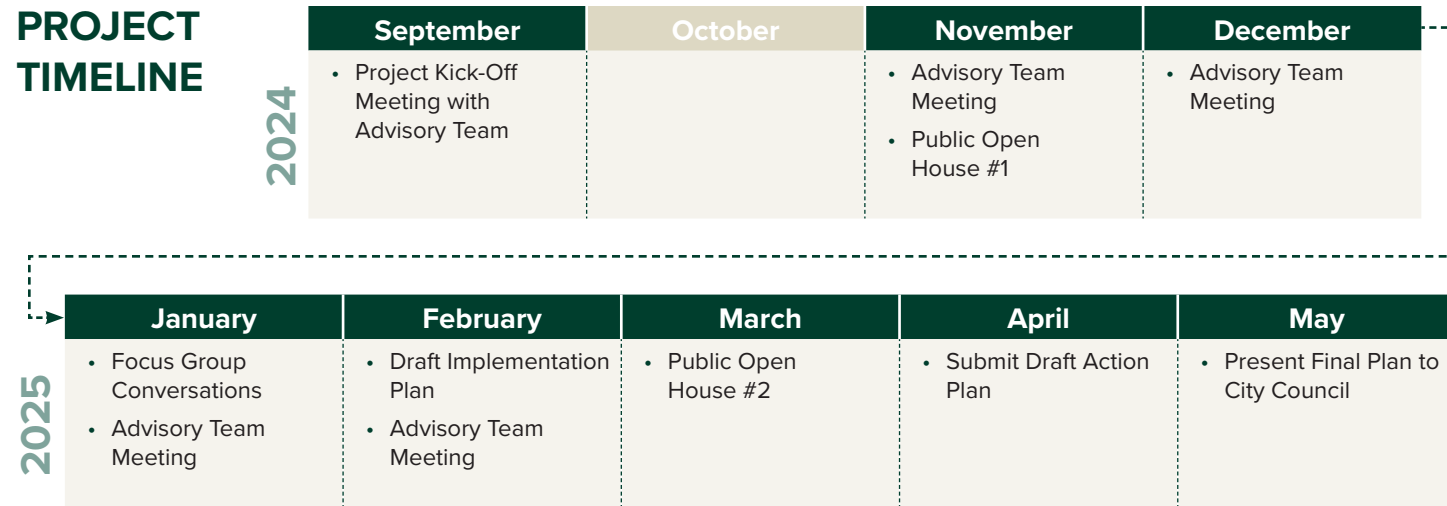 PROJECT
TIMELINE
2024
September
• Project Kick-Off
Meeting with
Advisory Team
October
November
• Advisory Team
Meeting
• Public Open
House #1
December
• Advisory Team
Meeting
2025
January
• Focus Group
Conversations
• Advisory Team
Meeting
February
• Draft Implementation
Plan
• Advisory Team
Meeting
March
• Public Open
House #2
April
• Submit Draft Action
Plan
May
• Present Final Plan to
City Council